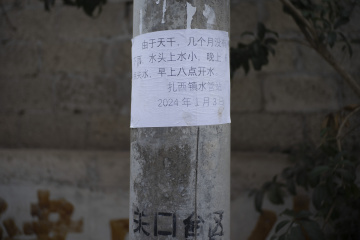 由于天干、几个月没
水头上水小、晚上
关水、早上八点开水、
扎西镇水管
2024年1月3